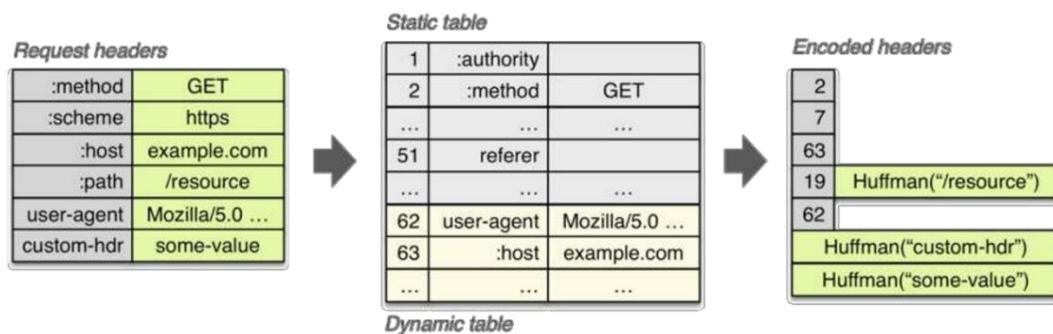 Request headers
:method GET
:scheme https
:host example.com
:path /resource
user-agent Mozilla/5.0 ...
custom-hdr some-value
Static table
1 :authority
2 :method GET
... ... ...
51 referer
... ... ...
62 user-agent Mozilla/5.0 ...
63 :host example.com
... ... ...
Dynamic table
Encoded headers
2
7
63
19 Huffman(“/resource”)
62
Huffman(“custom-hdr”)
Huffman(“some-value”)